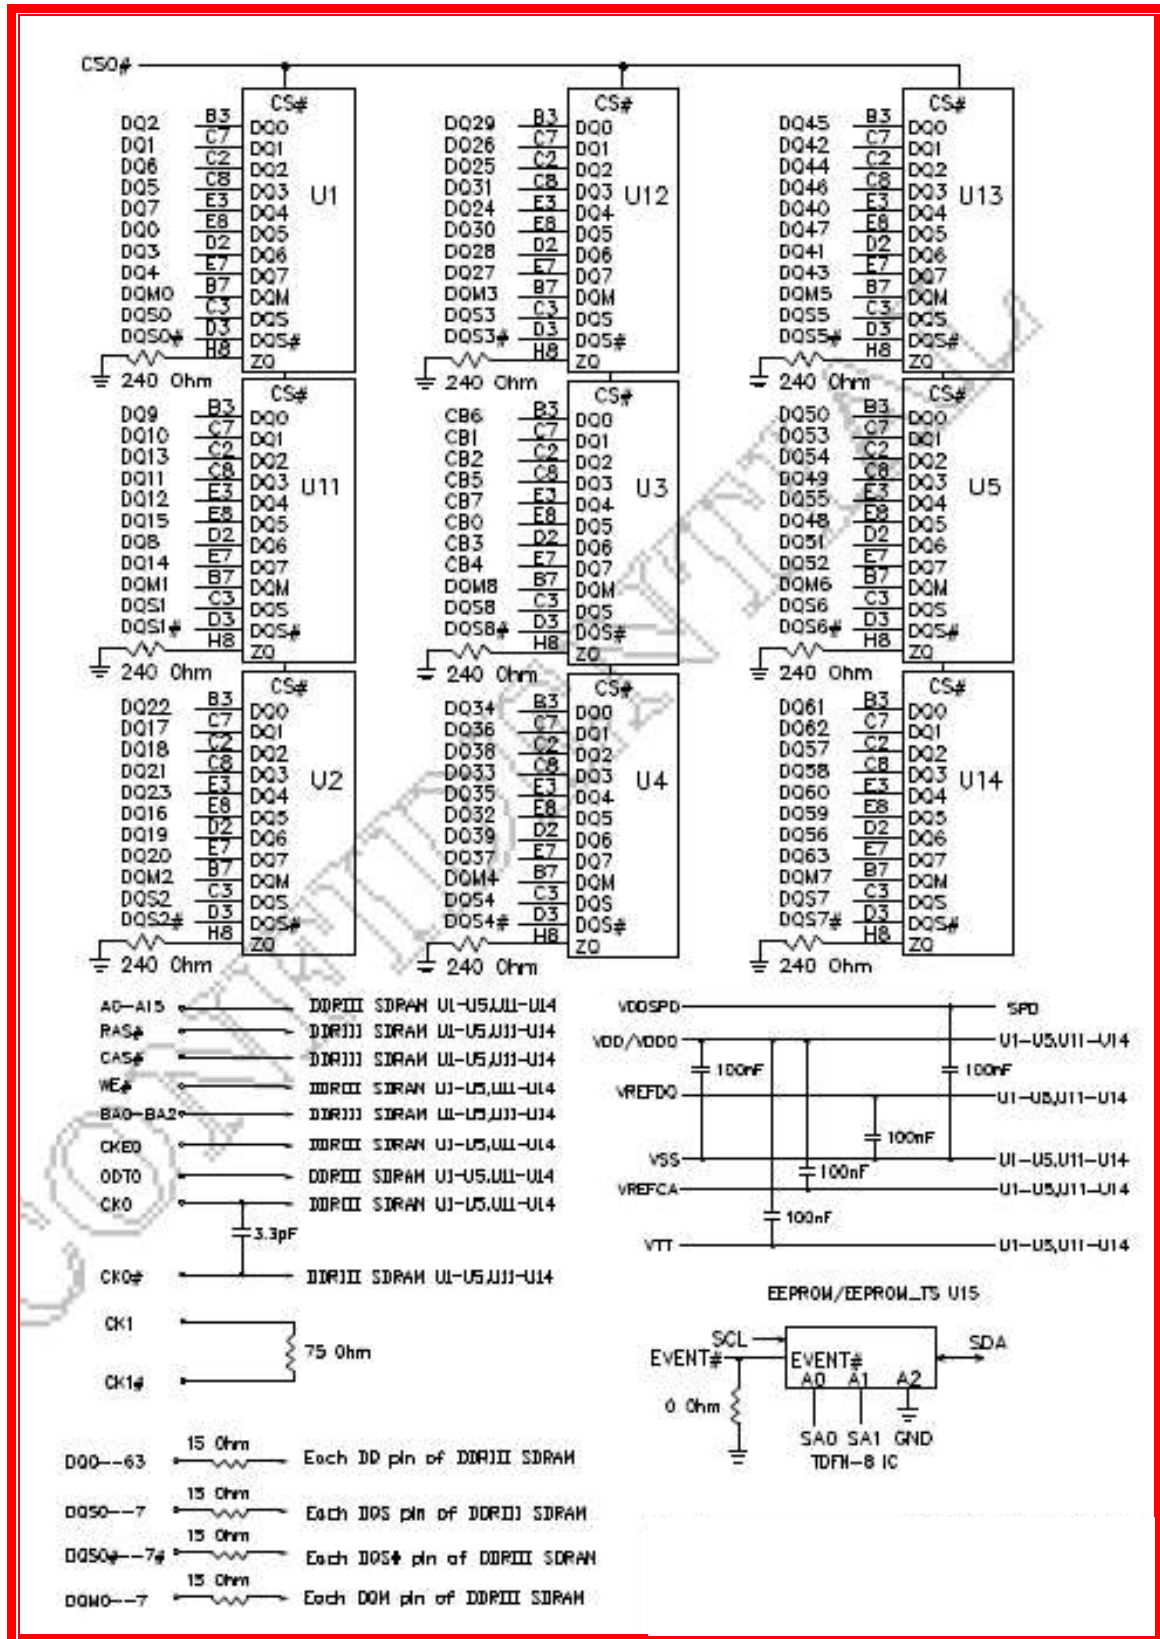 CS0#
CS#
DQ2 B3 DQ0
DQ1 C7 DQ1
DQ6 C2 DQ2
DQ5 C8 DQ3
U1
DQ7 E3 DQ4
DQ0 E8 DQ5
DQ3 D2 DQ6
DQ4 E7 DQ7
DQM0 B7 DQM
DQS0 C3 DQS
DQS0# D3 DQS#
H8 ZQ
240 Ohm
CS#
DQ29 B3 DQ0
DQ26 C7 DQ1
DQ25 C2 DQ2
DQ31 C8 DQ3
U12
DQ24 E3 DQ4
DQ30 E8 DQ5
DQ28 D2 DQ6
DQ27 E7 DQ7
DQM3 B7 DQM
DQS3 C3 DQS
DQS3# D3 DQS#
H8 ZQ
240 Ohm
CS#
DQ45 B3 DQ0
DQ42 C7 DQ1
DQ44 C2 DQ2
DQ46 C8 DQ3
U13
DQ40 E3 DQ4
DQ47 E8 DQ5
DQ41 D2 DQ6
DQ43 E7 DQ7
DQM5 B7 DQM
DQS5 C3 DQS
DQS5# D3 DQS#
H8 ZQ
240 Ohm
CS#
DQ9 B3 DQ0
DQ10 C7 DQ1
DQ13 C2 DQ2
DQ11 C8 DQ3
U11
DQ12 E3 DQ4
DQ15 E8 DQ5
DQ8 D2 DQ6
DQ14 E7 DQ7
DQM1 B7 DQM
DQS1 C3 DQS
DQS1# D3 DQS#
H8 ZQ
240 Ohm
CS#
CB6 B3 DQ0
CB1 C7 DQ1
CB2 C2 DQ2
CB5 C8 DQ3
U3
CB7 E3 DQ4
CB0 E8 DQ5
CB3 D2 DQ6
CB4 E7 DQ7
DQM8 B7 DQM
DQS8 C3 DQS
DQS8# D3 DQS#
H8 ZQ
240 Ohm
CS#
DQ50 B3 DQ0
DQ53 C7 DQ1
DQ54 C2 DQ2
DQ49 C8 DQ3
U5
DQ55 E3 DQ4
DQ48 E8 DQ5
DQ51 D2 DQ6
DQ52 E7 DQ7
DQM6 B7 DQM
DQS6 C3 DQS
DQS6# D3 DQS#
H8 ZQ
240 Ohm
CS#
DQ22 B3 DQ0
DQ17 C7 DQ1
DQ18 C2 DQ2
DQ21 C8 DQ3
U2
DQ23 E3 DQ4
DQ16 E8 DQ5
DQ19 D2 DQ6
DQ20 E7 DQ7
DQM2 B7 DQM
DQS2 C3 DQS
DQS2# D3 DQS#
H8 ZQ
240 Ohm
CS#
DQ34 B3 DQ0
DQ36 C7 DQ1
DQ38 C2 DQ2
DQ33 C8 DQ3
U4
DQ35 E3 DQ4
DQ32 E8 DQ5
DQ39 D2 DQ6
DQ37 E7 DQ7
DQM4 B7 DQM
DQS4 C3 DQS
DQS4# D3 DQS#
H8 ZQ
240 Ohm
CS#
DQ61 B3 DQ0
DQ62 C7 DQ1
DQ57 C2 DQ2
DQ58 C8 DQ3
U14
DQ60 E3 DQ4
DQ59 E8 DQ5
DQ56 D2 DQ6
DQ63 E7 DQ7
DQM7 B7 DQM
DQS7 C3 DQS
DQS7# D3 DQS#
H8 ZQ
240 Ohm
CONFIDENTIAL
A0-A15 DDRIII SDRAM U1-U5,U11-U14
RAS# DDRIII SDRAM U1-U5,U11-U14
CAS# DDRIII SDRAM U1-U5,U11-U14
WE# DDRIII SDRAM U1-U5,U11-U14
BA0-BA2 DDRIII SDRAM U1-U5,U11-U14
CKE0 DDRIII SDRAM U1-U5,U11-U14
ODT0 DDRIII SDRAM U1-U5,U11-U14
CK0 DDRIII SDRAM U1-U5,U11-U14
3.3pF
CK0# DDRIII SDRAM U1-U5,U11-U14
CK1
75 Ohm
CK1#
VDDSPD SPD
VDD/VDDQ U1-U5,U11-U14
100nF 100nF
VREFDQ U1-U5,U11-U14
100nF
VSS U1-U5,U11-U14
100nF
VREFCA U1-U5,U11-U14
100nF
VTT U1-U5,U11-U14
EEPROM/EEPROM_TS U15
SCL SDA
EVENT# EVENT#
A0 A1 A2
0 Ohm
SA0 SA1 GND
TDFN-8 IC
15 Ohm
DQ0--63 Each DQ pin of DDRIII SDRAM
15 Ohm
DQS0--7 Each DQS pin of DDRIII SDRAM
15 Ohm
DQS0#--7# Each DQS# pin of DDRIII SDRAM
15 Ohm
DQM0--7 Each DQM pin of DDRIII SDRAM